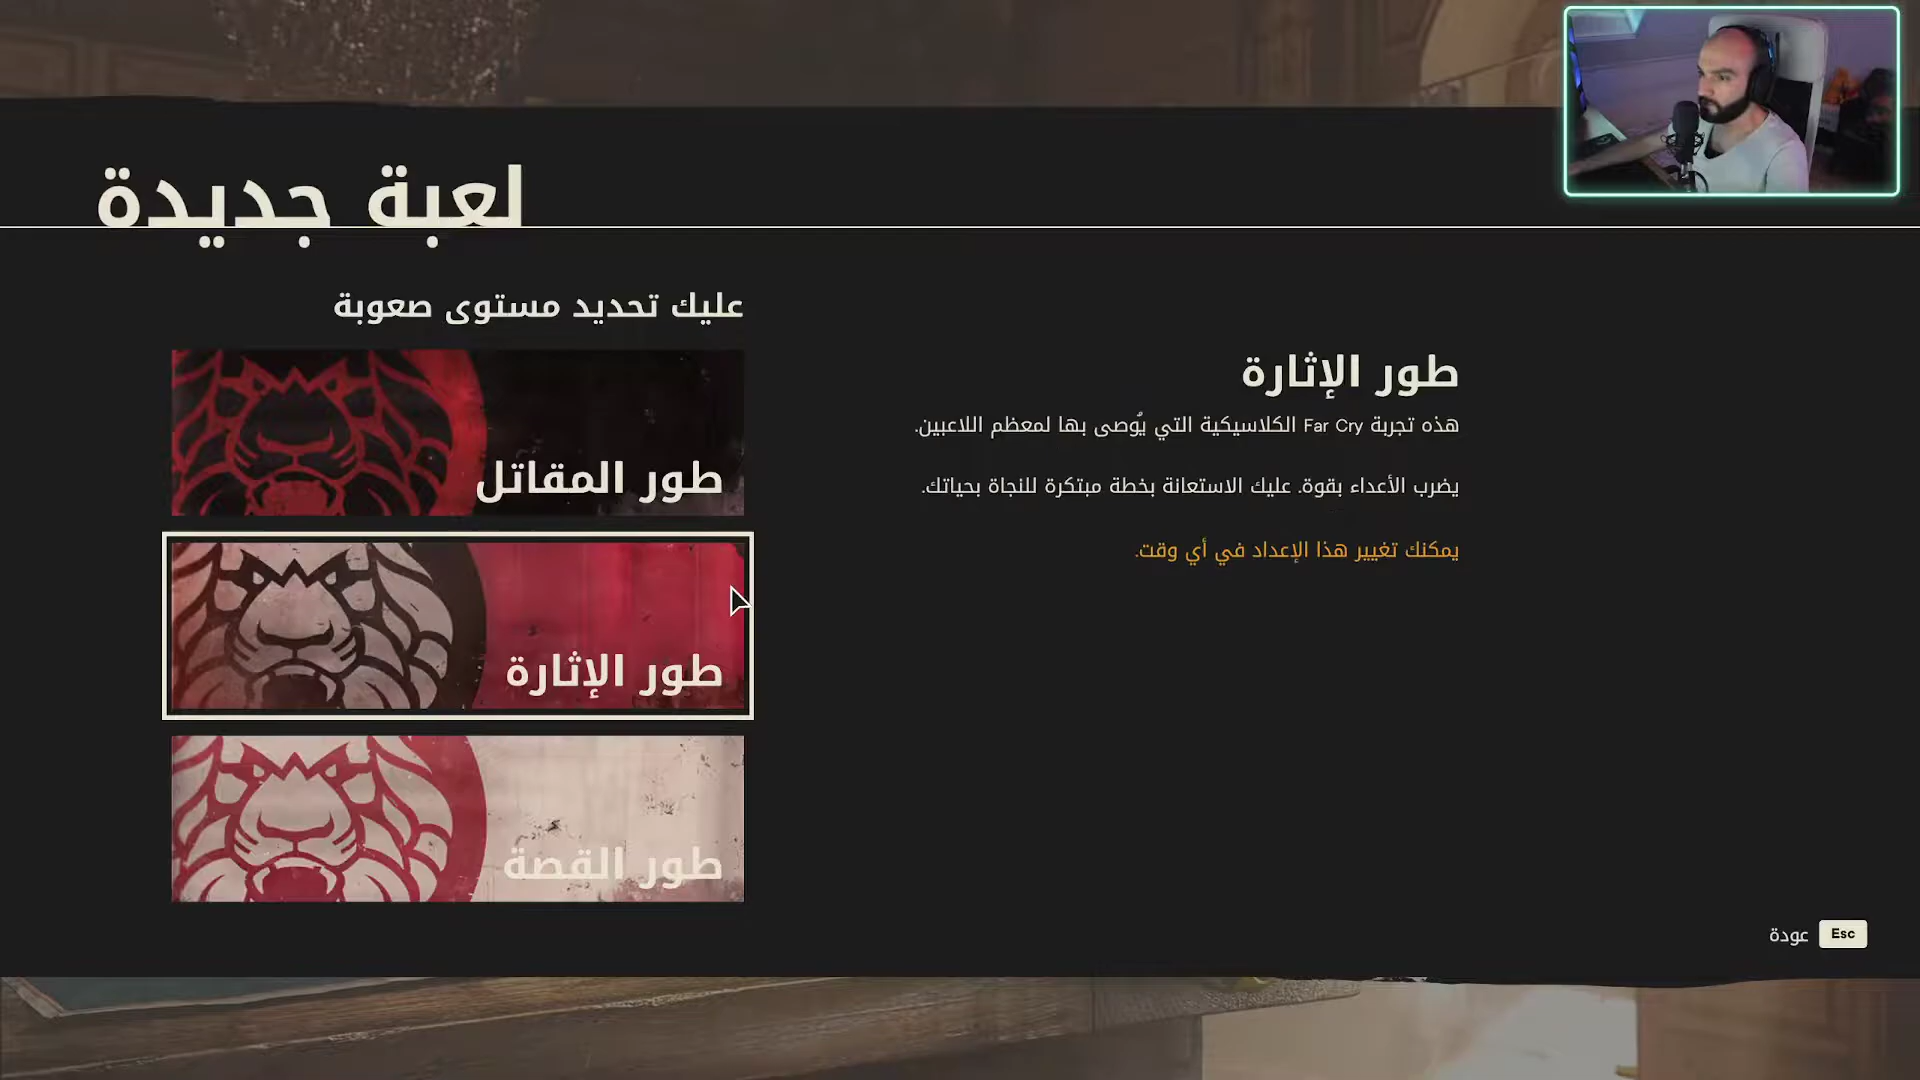 لعبة جديدة
عليك تحديد مستوى صعوبة
طور المقاتل
طور الإثارة
طور القصة
طور الإثارة
هذه تجربة Far Cry الكلاسيكية التي يُوصى بها لمعظم اللاعبين.
يضرب الأعداء بقوة. عليك الاستعانة بخطة مبتكرة للنجاة بحياتك.
يمكنك تغيير هذا الإعداد في أي وقت.
عودة Esc